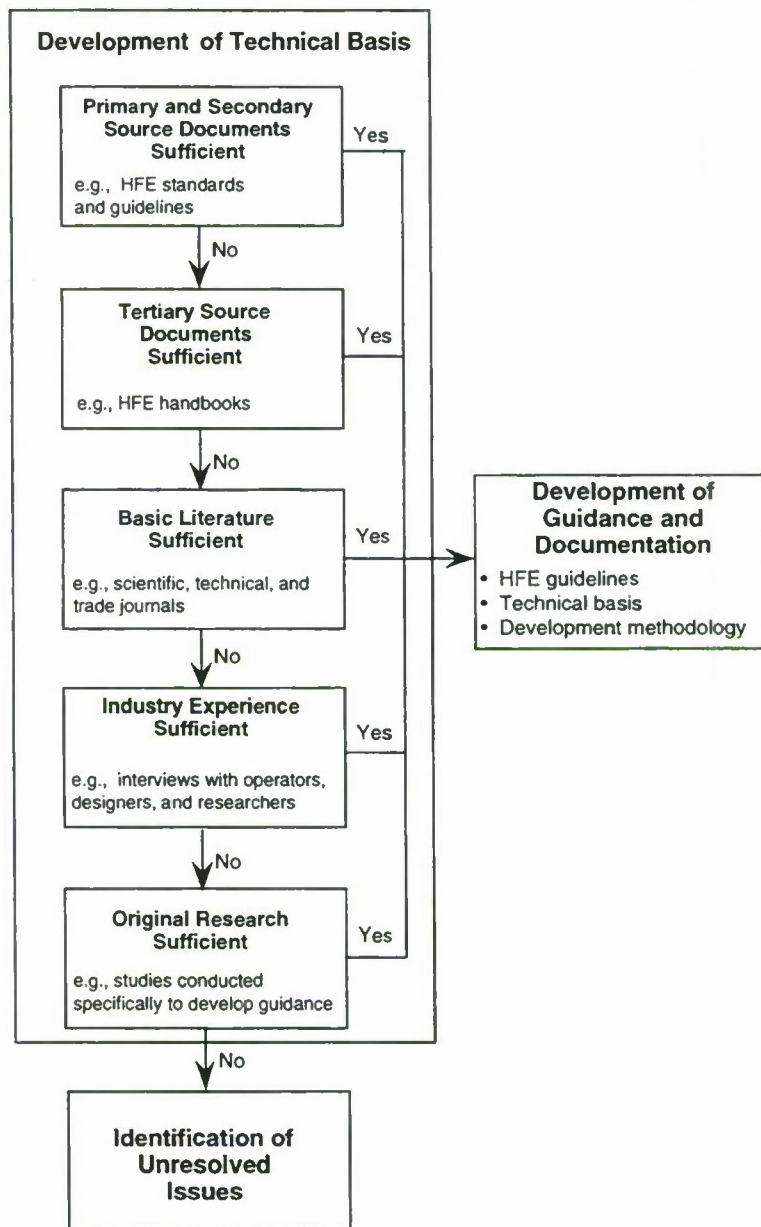 Development of Technical Basis
Primary and Secondary
Source Documents
Sufficient
e.g., HFE standards
and guidelines
Yes
No
Tertiary Source
Documents
Sufficient
e.g., HFE handbooks
Yes
No
Basic Literature
Sufficient
e.g., scientific, technical, and
trade journals
Yes
No
Industry Experience
Sufficient
e.g., interviews with operators,
designers, and researchers
Yes
No
Original Research
Sufficient
e.g., studies conducted
specifically to develop guidance
Yes
No
Identification of
Unresolved
Issues
Development of
Guidance and
Documentation
• HFE guidelines
• Technical basis
• Development methodology